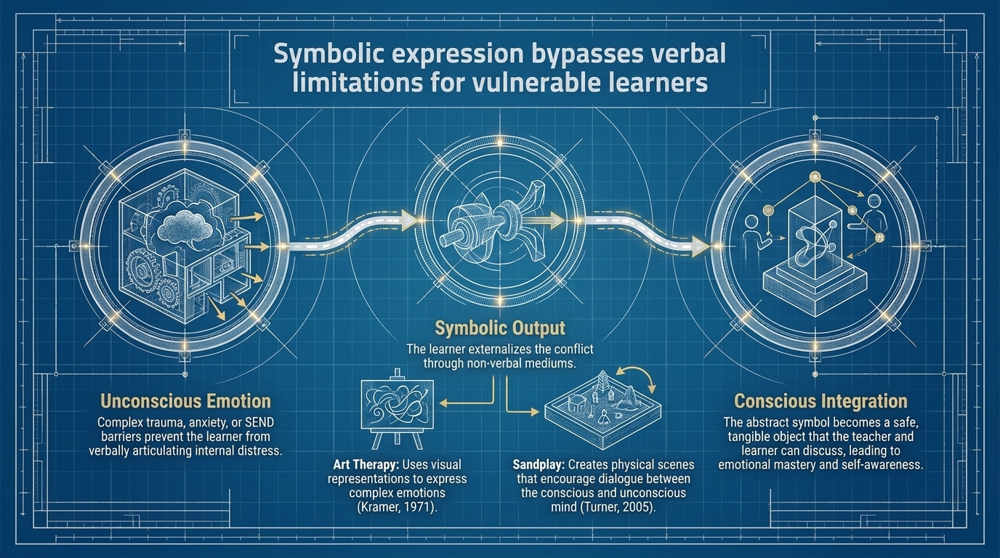 Symbolic expression bypasses verbal
limitations for vulnerable learners
Symbolic Output
The learner externalizes the conflict
through non-verbal mediums.
Unconscious Emotion
Complex trauma, anxiety, or SEND
barriers prevent the learner from
verbally articulating internal distress.
Art Therapy: Uses visual
representations to express
complex emotions
(Kramer, 1971).
Sandplay: Creates physical scenes
that encourage dialogue between
the conscious and unconscious
mind (Turner, 2005).
Conscious Integration
The abstract symbol becomes a safe,
tangible object that the teacher and
learner can discuss, leading to
emotional mastery and self-awareness.